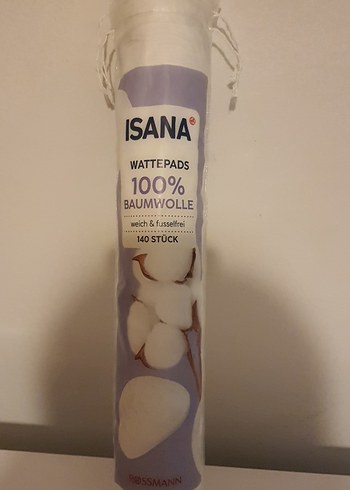 ISANA
WATTEPADS
100%
BAUMWOLLE
weich & fusselfrei
140 STÜCK
ROSSMANN